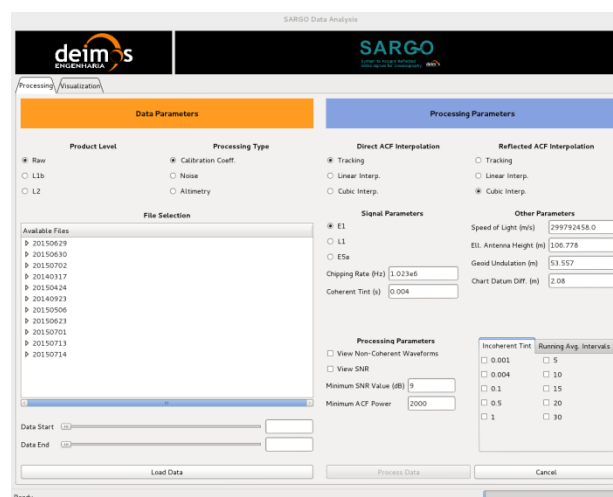 SARGO Data Analysis
deimos
ENGENHARIA
SARGO
Processing Visualization
Data Parameters
Processing Parameters
Product Level
Processing Type
Direct ACF Interpolation
Reflected ACF Interpolation
Raw
Calibration Coeff.
Tracking
Tracking
L1b
Noise
Linear Interp.
Linear Interp.
L2
Altimetry
Cubic Interp.
Cubic Interp.
File Selection
Signal Parameters
Other Parameters
Available Files
20150629
20150630
20150702
20140317
20150424
20140923
20150506
20150623
20150701
20150713
20150714
E1
L1
E5a
Chipping Rate (Hz) 1.023e6
Coherent Tint (s) 0.004
Speed of Light (m/s) 299792458.0
Ell. Antenna Height (m) 106.778
Geoid Undulation (m) 53.557
Chart Datum Diff. (m) 2.08
Processing Parameters
View Non-Coherent Waveforms
View SNR
Minimum SNR Value (dB) 9
Minimum ACF Power 2000
Incoherent Tint Running Avg. Intervals
0.001 5
0.004 10
0.1 15
0.5 20
1 30
Data Start
Data End
Load Data
Process Data
Cancel